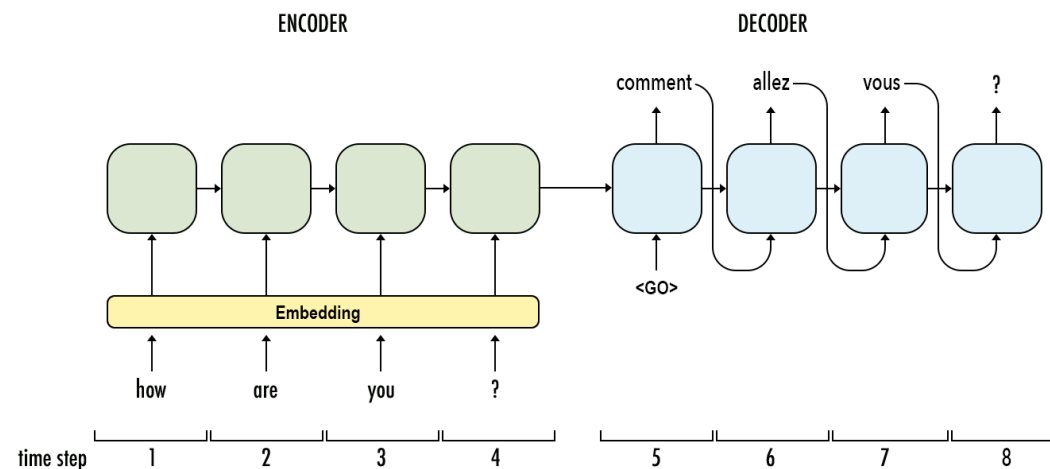 ENCODER DECODER
comment allez vous ?
<GO>
Embedding
how are you ?
time step 1 2 3 4 5 6 7 8